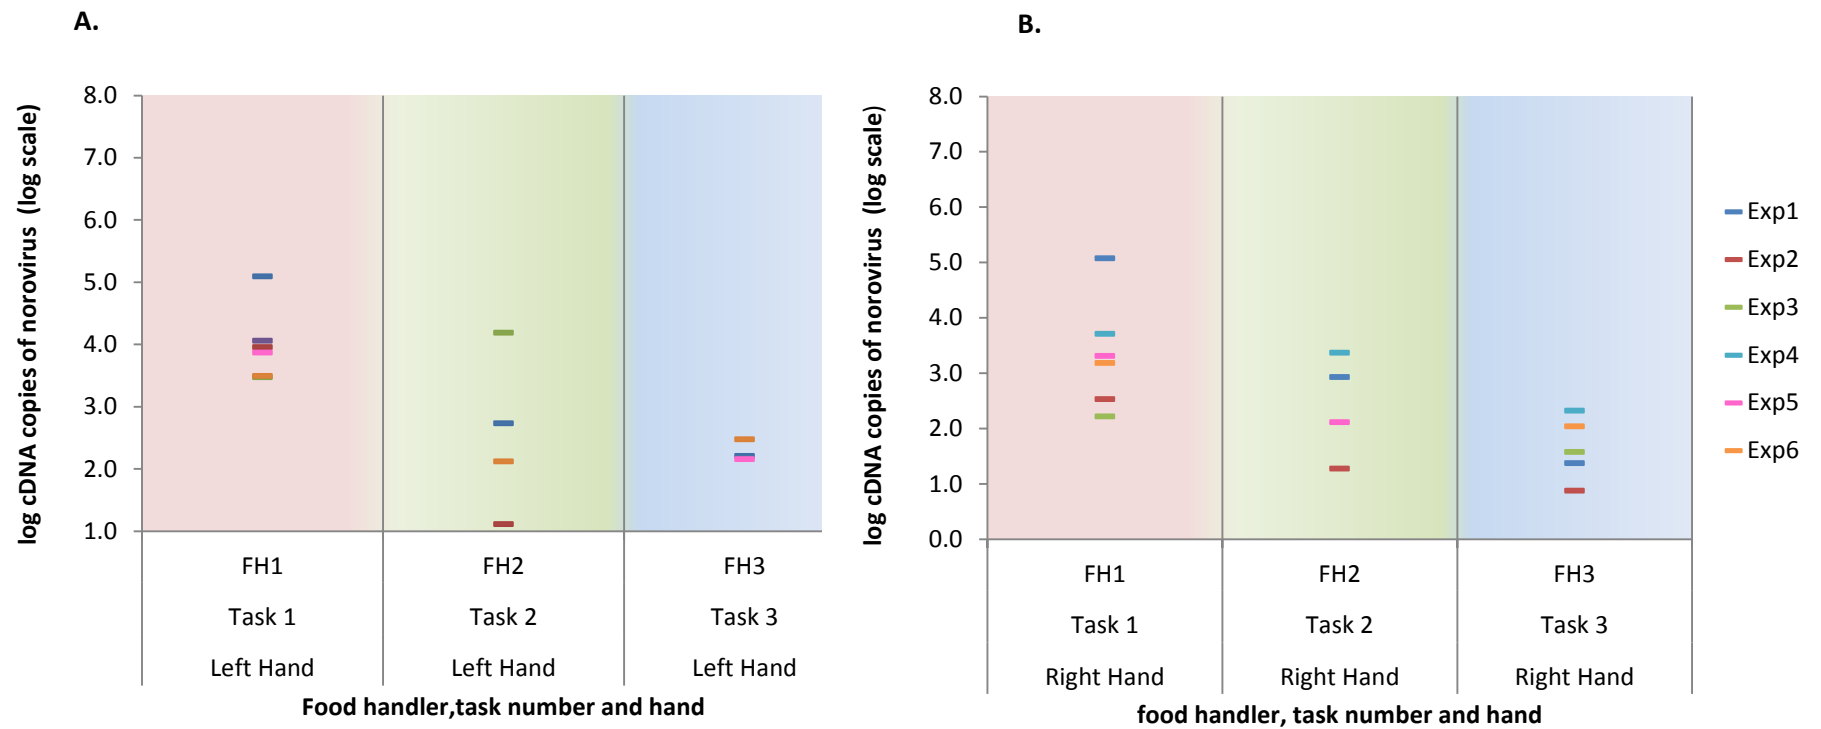 A.
log cDNA copies of norovirus (log scale)
8.0
7.0
6.0
5.0
4.0
3.0
2.0
1.0
FH1 FH2 FH3
Task 1 Task 2 Task 3
Left Hand Left Hand Left Hand
Food handler,task number and hand
B.
log cDNA copies of norovirus (log scale)
8.0
7.0
6.0
5.0
4.0
3.0
2.0
1.0
0.0
FH1 FH2 FH3
Task 1 Task 2 Task 3
Right Hand Right Hand Right Hand
food handler, task number and hand
Exp1
Exp2
Exp3
Exp4
Exp5
Exp6